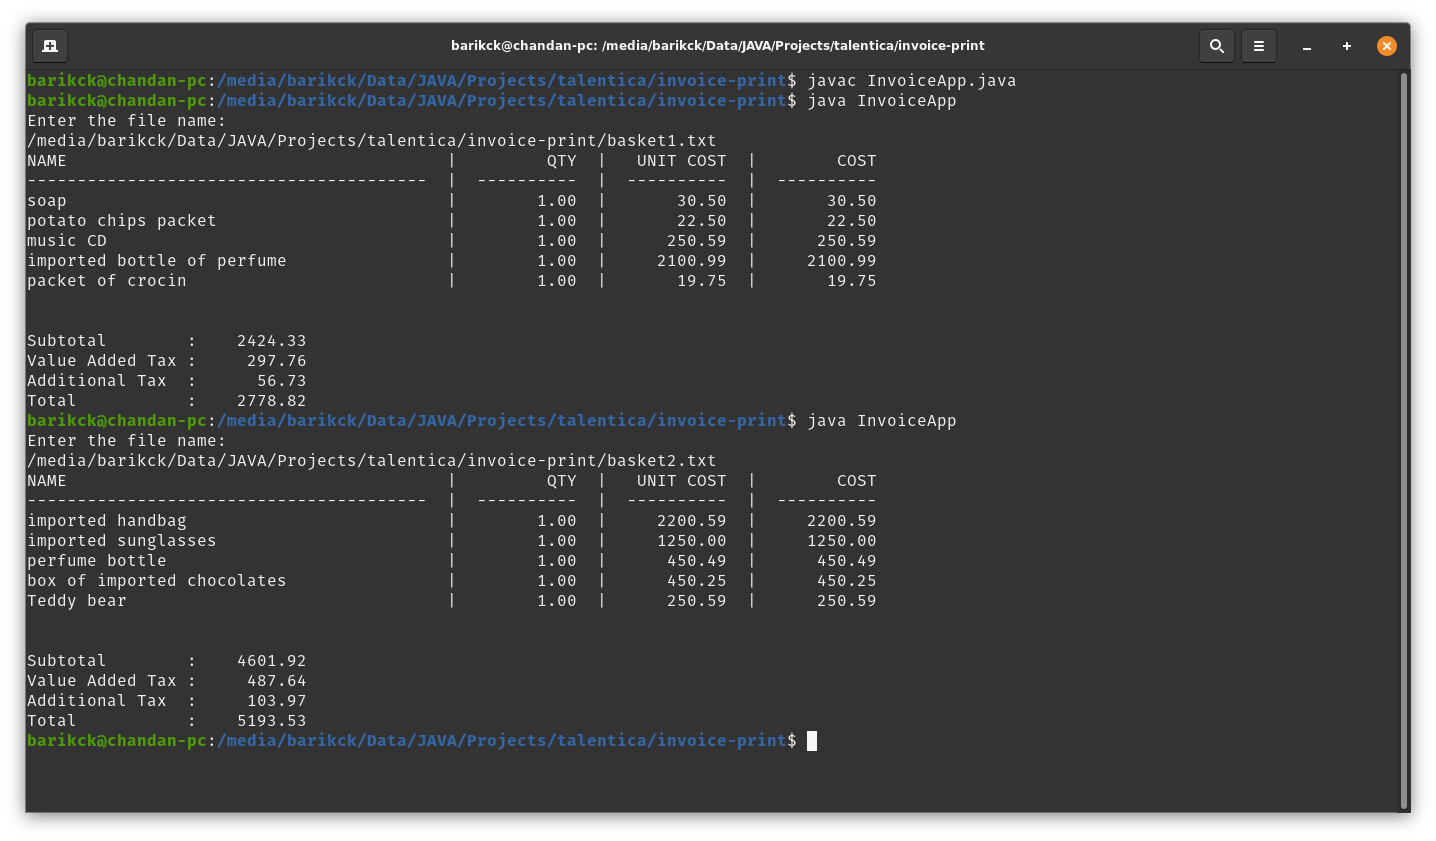 barikck@chandan-pc: /media/barikck/Data/JAVA/Projects/talentica/invoice-print
barikck@chandan-pc:/media/barikck/Data/JAVA/Projects/talentica/invoice-print$ javac InvoiceApp.java
barikck@chandan-pc:/media/barikck/Data/JAVA/Projects/talentica/invoice-print$ java InvoiceApp
Enter the file name:
/media/barikck/Data/JAVA/Projects/talentica/invoice-print/basket1.txt
NAME                                      |         QTY  |   UNIT COST  |        COST
----------------------------------------  |  ----------  |  ----------  |  ----------
soap                                      |        1.00  |       30.50  |       30.50
potato chips packet                       |        1.00  |       22.50  |       22.50
music CD                                  |        1.00  |      250.59  |      250.59
imported bottle of perfume                |        1.00  |     2100.99  |     2100.99
packet of crocin                          |        1.00  |       19.75  |       19.75
Subtotal        :    2424.33
Value Added Tax :     297.76
Additional Tax  :      56.73
Total           :    2778.82
barikck@chandan-pc:/media/barikck/Data/JAVA/Projects/talentica/invoice-print$ java InvoiceApp
Enter the file name:
/media/barikck/Data/JAVA/Projects/talentica/invoice-print/basket2.txt
NAME                                      |         QTY  |   UNIT COST  |        COST
----------------------------------------  |  ----------  |  ----------  |  ----------
imported handbag                          |        1.00  |     2200.59  |     2200.59
imported sunglasses                       |        1.00  |     1250.00  |     1250.00
perfume bottle                            |        1.00  |      450.49  |      450.49
box of imported chocolates                |        1.00  |      450.25  |      450.25
Teddy bear                                |        1.00  |      250.59  |      250.59
Subtotal        :    4601.92
Value Added Tax :     487.64
Additional Tax  :     103.97
Total           :    5193.53
barikck@chandan-pc:/media/barikck/Data/JAVA/Projects/talentica/invoice-print$